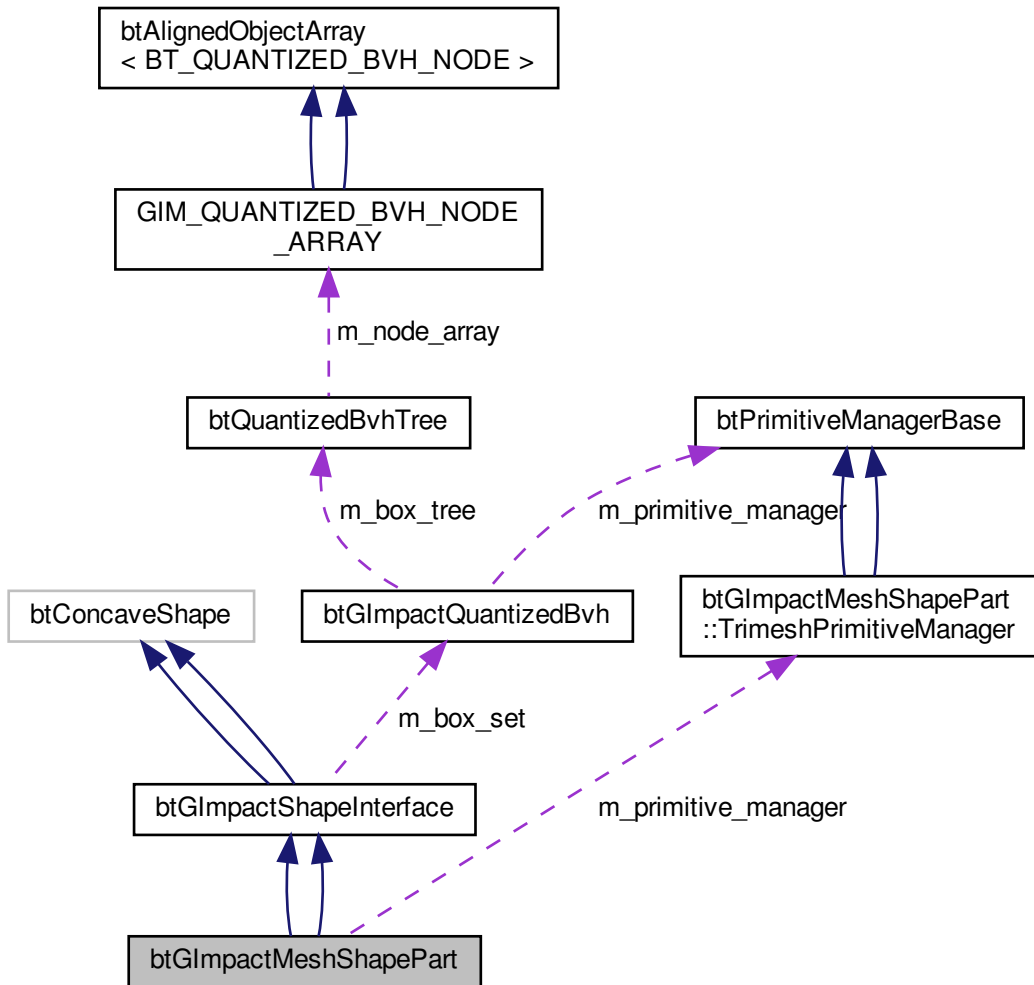 btAlignedObjectArray
< BT_QUANTIZED_BVH_NODE >
GIM_QUANTIZED_BVH_NODE
_ARRAY
m_node_array
btQuantizedBvhTree
btPrimitiveManagerBase
m_box_tree
m_primitive_manager
btConcaveShape
btGImpactQuantizedBvh
btGImpactMeshShapePart
::TrimeshPrimitiveManager
m_box_set
btGImpactShapeInterface
m_primitive_manager
btGImpactMeshShapePart